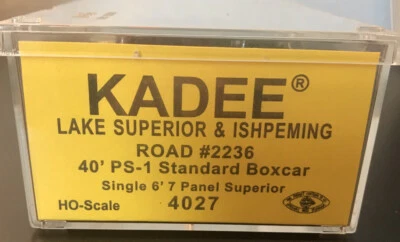 KADEE®
LAKE SUPERIOR & ISHPEMING
ROAD #2236
40' PS-1 Standard Boxcar
Single 6' 7 Panel Superior
HO-Scale 4027